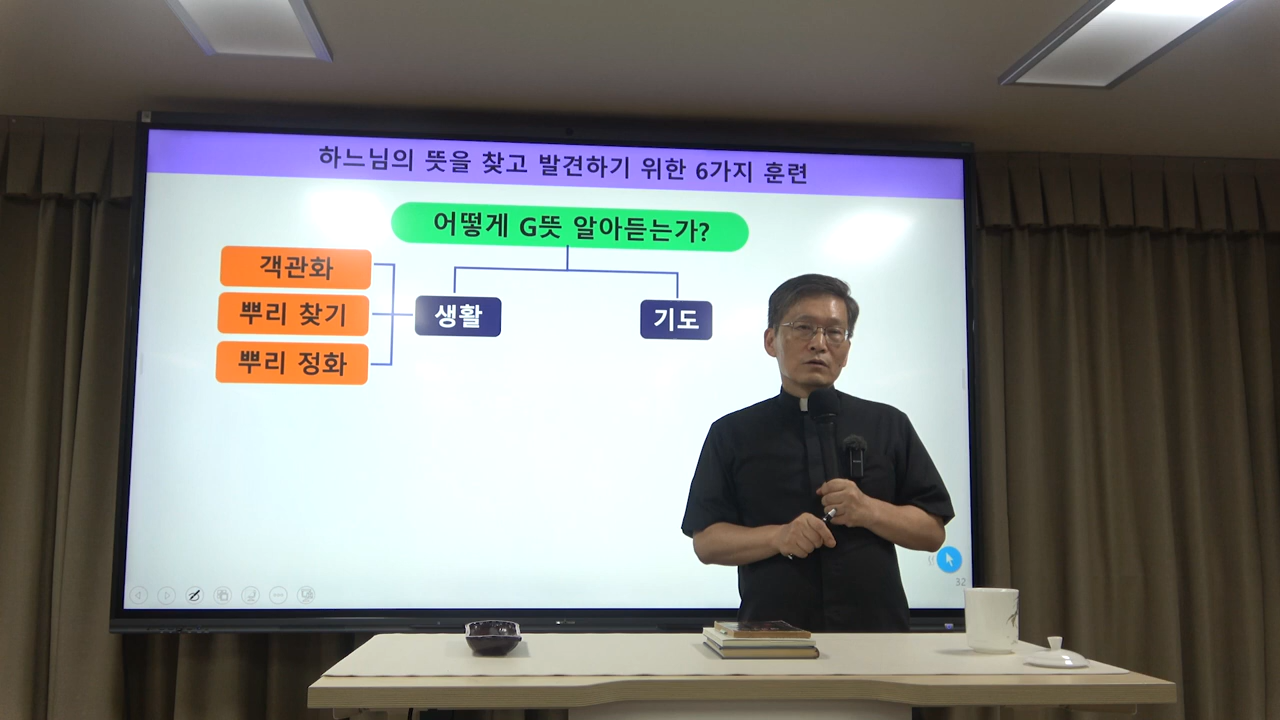 하느님의 뜻을 찾고 발견하기 위한 6가지 훈련
어떻게 G뜻 알아듣는가?
객관화
뿌리 찾기
뿌리 정화
생활
기도
32